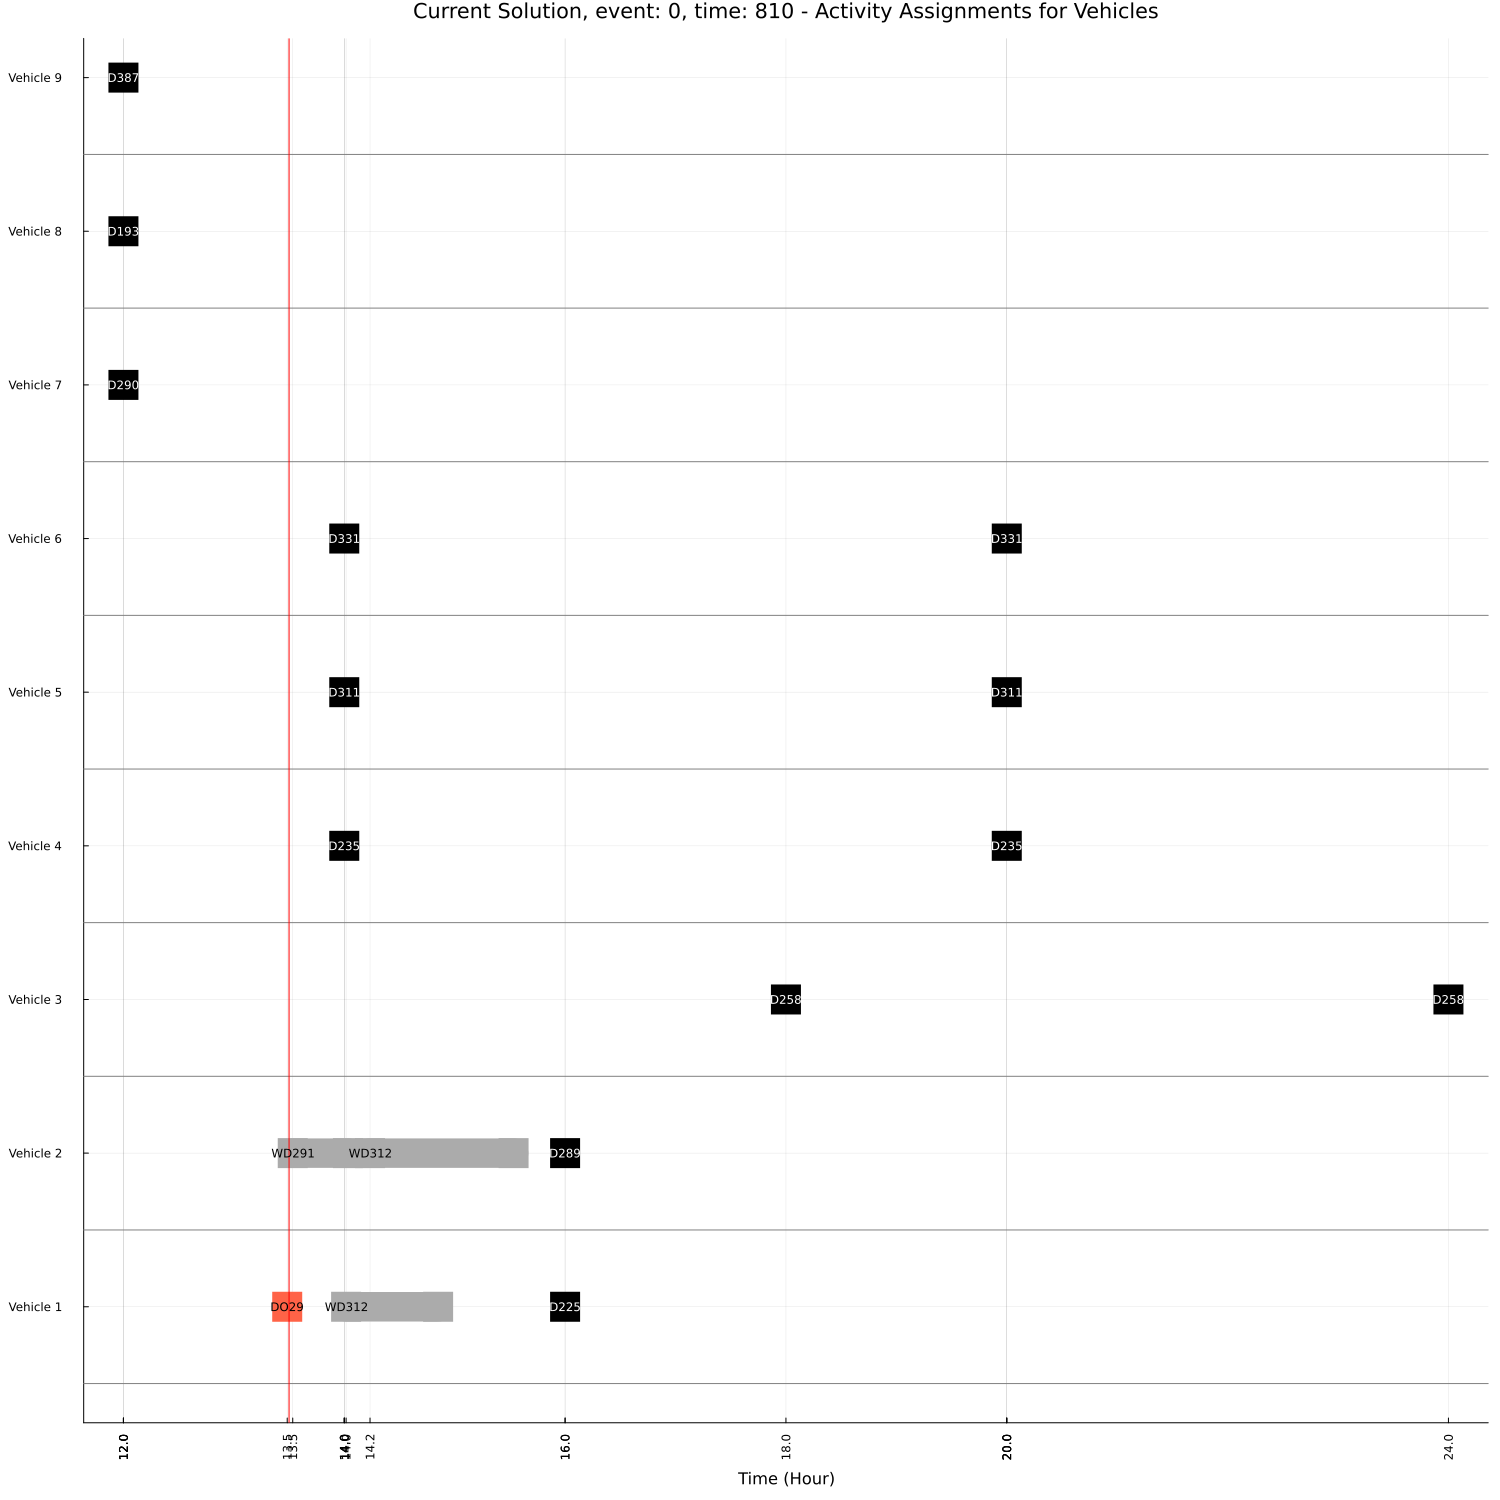 Current Solution, event: 0, time: 810 - Activity Assignments for Vehicles
Vehicle 9 D387
Vehicle 8 D193
Vehicle 7 D290
Vehicle 6 D331 D331
Vehicle 5 D311 D311
Vehicle 4 D235 D235
Vehicle 3 D258 D258
Vehicle 2 WD291 WD312 D289
Vehicle 1 DO29 WD312 D225
12.0 13.5 13.5 14.0 14.2 16.0 18.0 20.0 24.0
Time (Hour)